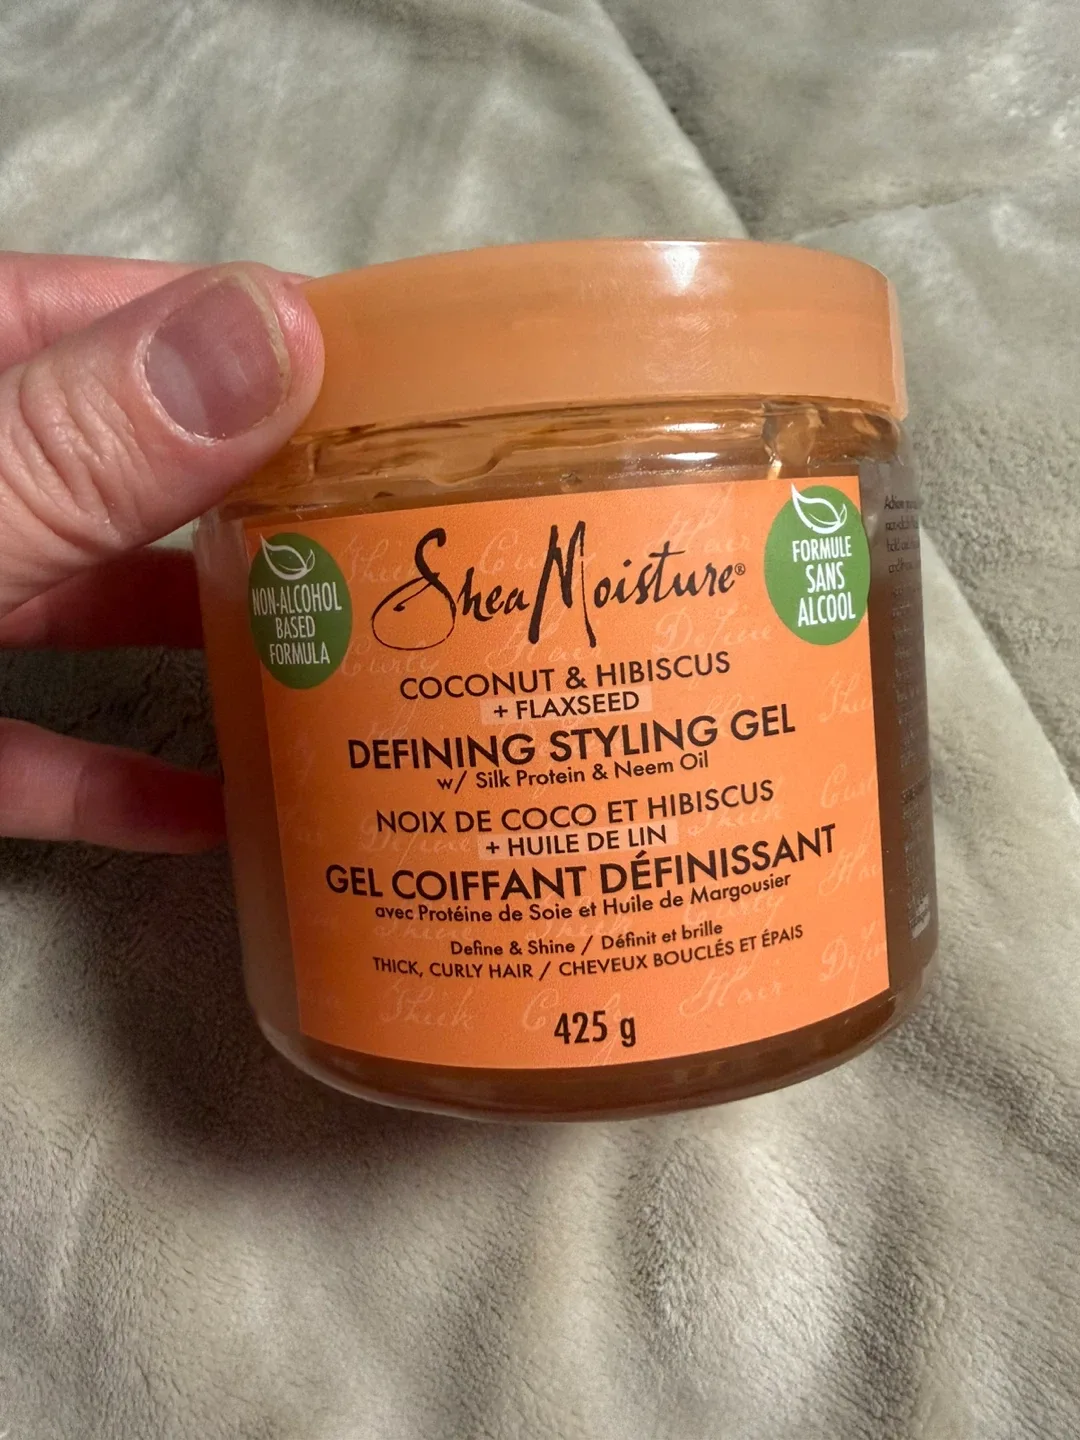 NON-ALCOHOL
BASED
FORMULA
FORMULE
SANS
ALCOOL
SheaMoisture®
COCONUT & HIBISCUS
+ FLAXSEED
DEFINING STYLING GEL
w/ Silk Protein & Neem Oil
NOIX DE COCO ET HIBISCUS
+ HUILE DE LIN
GEL COIFFANT DÉFINISSANT
avec Protéine de Soie et Huile de Margousier
Define & Shine / Définit et brille
THICK, CURLY HAIR / CHEVEUX BOUCLÉS ET ÉPAIS
425 g